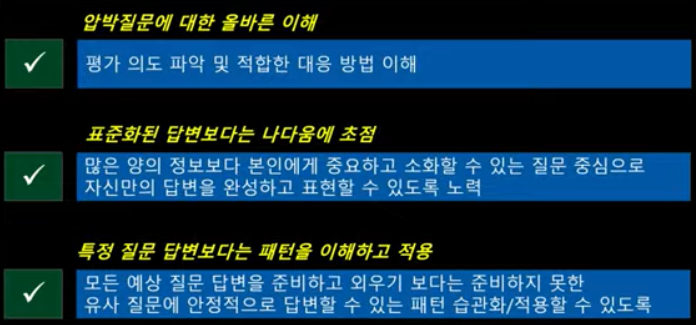 압박질문에 대한 올바른 이해
평가 의도 파악 및 적합한 대응 방법 이해
표준화된 답변보다는 나다움에 초점
많은 양의 정보보다 본인에게 중요하고 소화할 수 있는 질문 중심으로
자신만의 답변을 완성하고 표현할 수 있도록 노력
특정 질문 답변보다는 패턴을 이해하고 적용
모든 예상 질문 답변을 준비하고 외우기 보다는 준비하지 못한
유사 질문에 안정적으로 답변할 수 있는 패턴 습관화/적용할 수 있도록